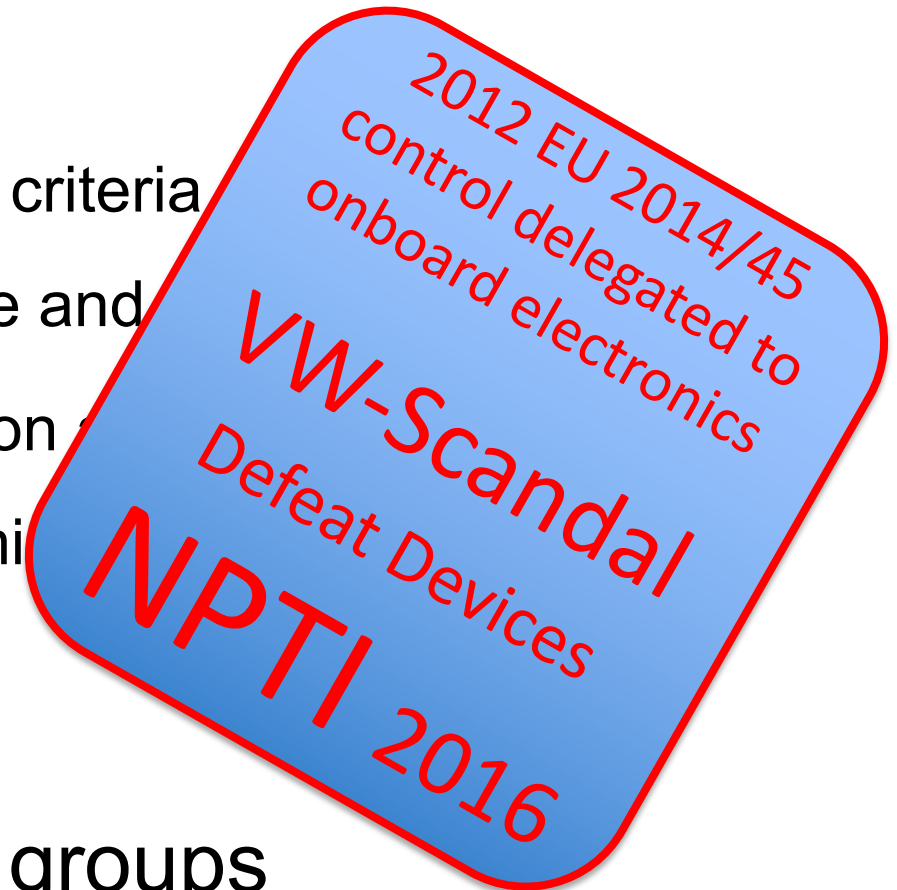 criteria
e and
on
groups
2012 EU 2014/45
control delegated to
onboard electronics
VW-Scandal
Defeat Devices
NPTI 2016